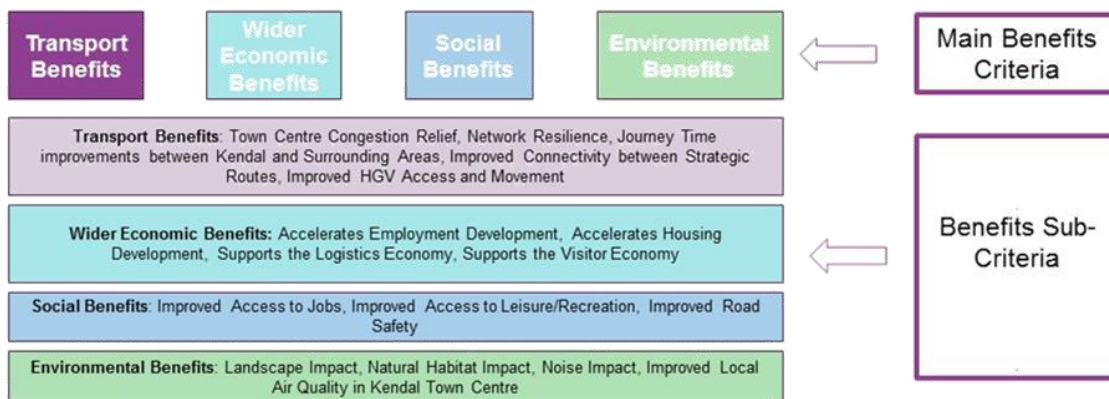 Transport
Benefits
Wider
Economic
Benefits
Social
Benefits
Environmental
Benefits
Main Benefits
Criteria
Transport Benefits: Town Centre Congestion Relief, Network Resilience, Journey Time
improvements between Kendal and Surrounding Areas, Improved Connectivity between Strategic
Routes, Improved HGV Access and Movement
Wider Economic Benefits: Accelerates Employment Development, Accelerates Housing
Development, Supports the Logistics Economy, Supports the Visitor Economy
Social Benefits: Improved Access to Jobs, Improved Access to Leisure/Recreation, Improved Road
Safety
Environmental Benefits: Landscape Impact, Natural Habitat Impact, Noise Impact, Improved Local
Air Quality in Kendal Town Centre
Benefits Sub-
Criteria